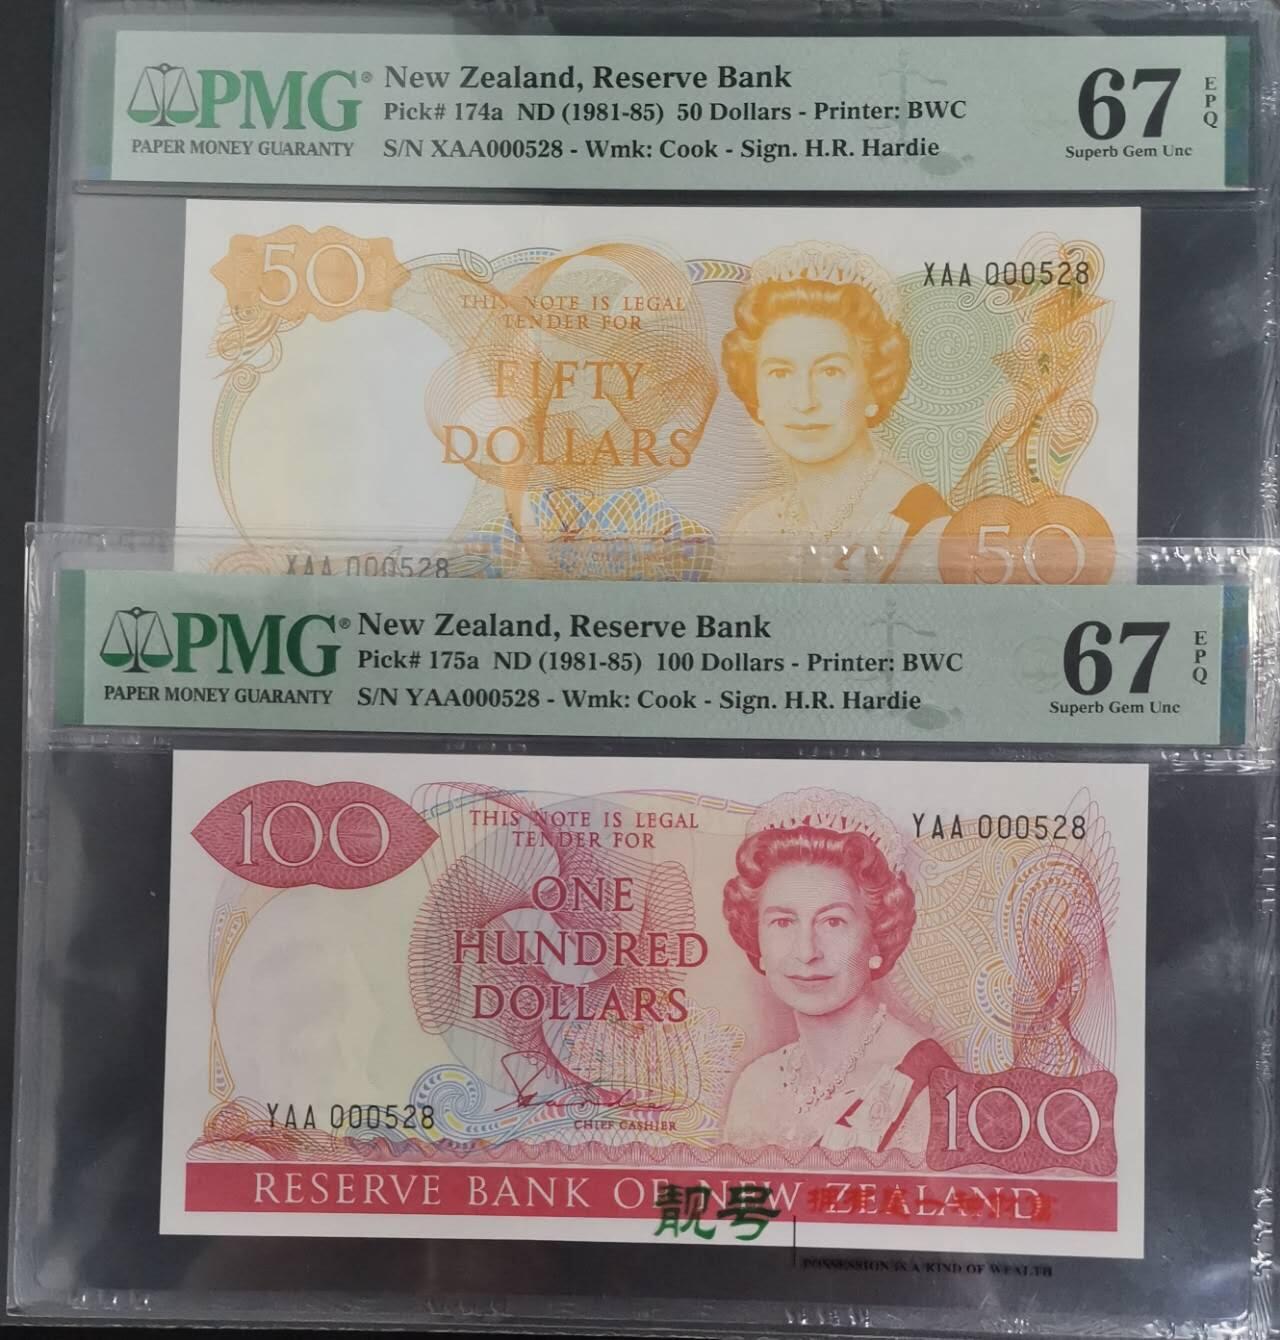 PMG® New Zealand, Reserve Bank 67 EPQ
Pick# 174a ND (1981-85) 50 Dollars - Printer: BWC
PAPER MONEY GUARANTY S/N XAA000528 - Wmk: Cook - Sign. H.R. Hardie Superb Gem Unc
50
XAA 000528
THIS NOTE IS LEGAL
TENDER FOR
FIFTY
DOLLARS
50
XAA 000528
PMG® New Zealand, Reserve Bank 67 EPQ
Pick# 175a ND (1981-85) 100 Dollars - Printer: BWC
PAPER MONEY GUARANTY S/N YAA000528 - Wmk: Cook - Sign. H.R. Hardie Superb Gem Unc
100
THIS NOTE IS LEGAL
TENDER FOR
YAA 000528
ONE
HUNDRED
DOLLARS
YAA 000528
CHIEF CASHIER
100
RESERVE BANK OF NEW ZEALAND
靓号
POSSESSION IS A KIND OF WEALTH